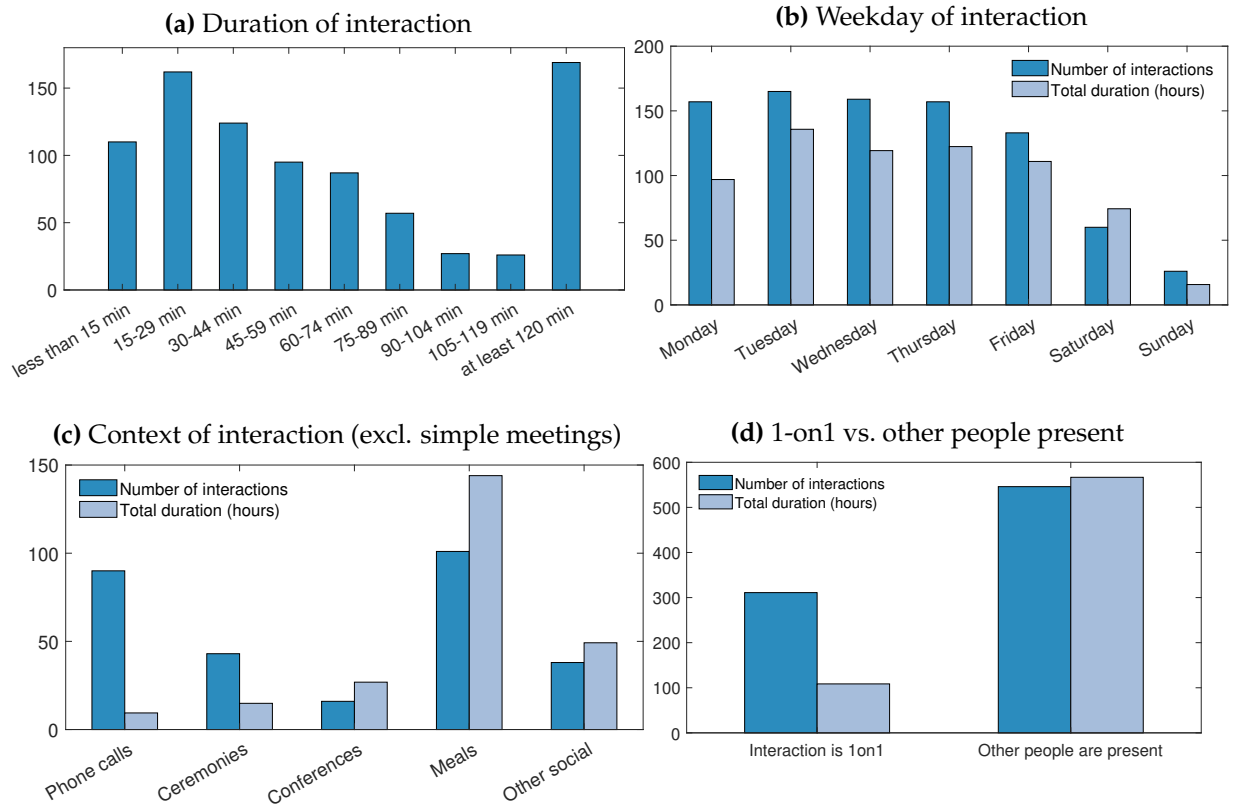 (a) Duration of interaction
150
100
50
0
less than 15 min
15-29 min
30-44 min
45-59 min
60-74 min
75-89 min
90-104 min
105-119 min
at least 120 min
(b) Weekday of interaction
200
150
100
50
0
Number of interactions
Total duration (hours)
Monday
Tuesday
Wednesday
Thursday
Friday
Saturday
Sunday
(c) Context of interaction (excl. simple meetings)
150
100
50
0
Number of interactions
Total duration (hours)
Phone calls
Ceremonies
Conferences
Meals
Other social
(d) 1-on1 vs. other people present
600
500
400
300
200
100
0
Number of interactions
Total duration (hours)
Interaction is 1on1
Other people are present